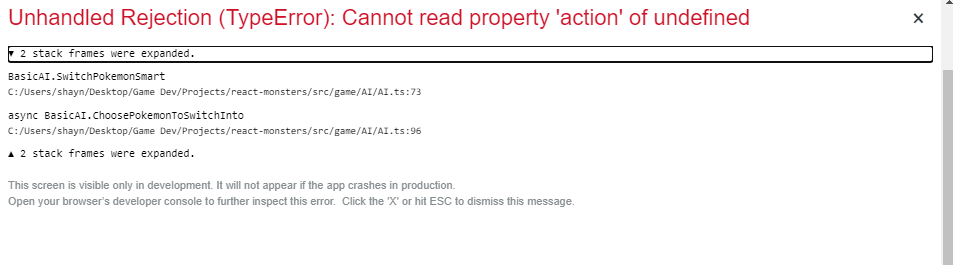 Unhandled Rejection (TypeError): Cannot read property 'action' of undefined
×
▼ 2 stack frames were expanded.
BasicAI.SwitchPokemonSmart
C:/Users/shayn/Desktop/Game Dev/Projects/react-monsters/src/game/AI/AI.ts:73
async BasicAI.ChoosePokemonToSwitchInto
C:/Users/shayn/Desktop/Game Dev/Projects/react-monsters/src/game/AI/AI.ts:96
▲ 2 stack frames were expanded.
This screen is visible only in development. It will not appear if the app crashes in production.
Open your browser's developer console to further inspect this error. Click the 'X' or hit ESC to dismiss this message.